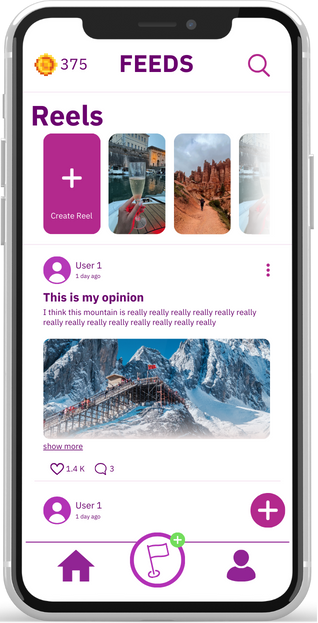 375
FEEDS
Reels
Create Reel
User 1
1 day ago
This is my opinion
I think this mountain is really really really really really really
really really really really really really really really
show more
1.4 K
3
User 1
1 day ago